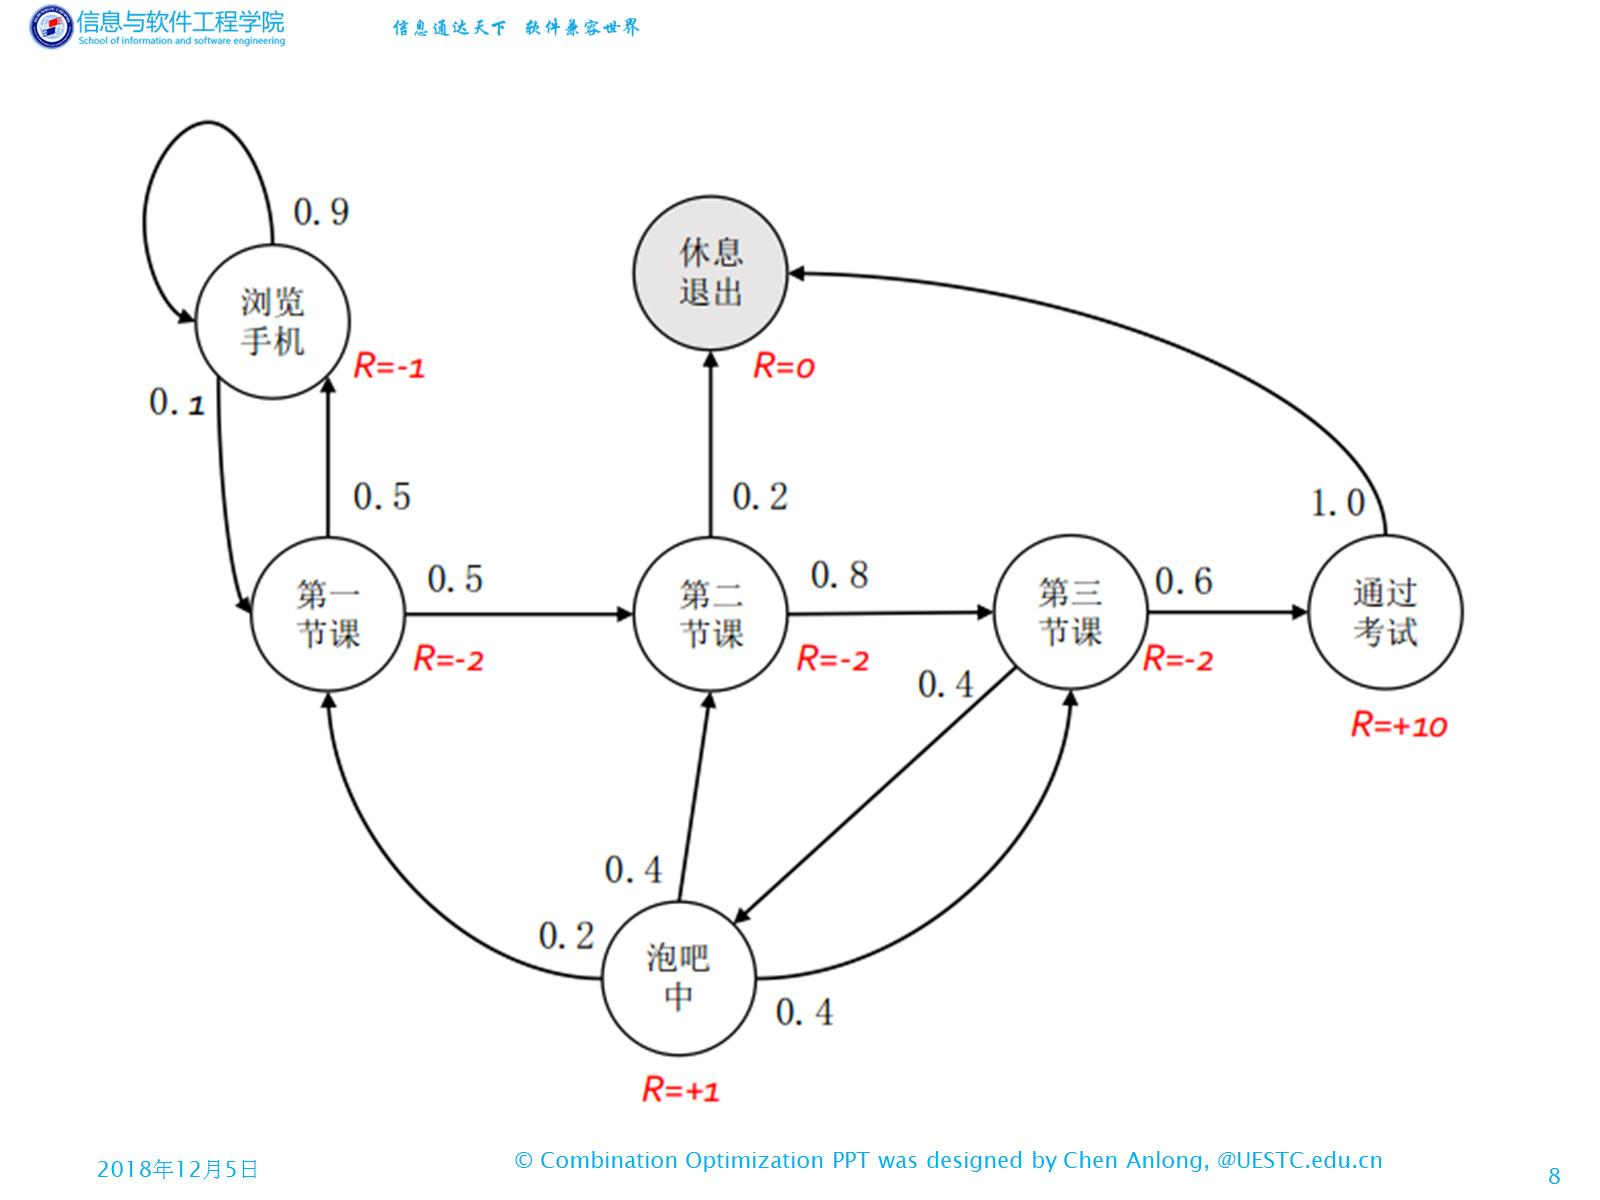 信息与软件工程学院
School of information and software engineering
信息通达天下 软件兼容世界
0.9
浏览
手机
R=-1
0.1
休息
退出
R=0
0.5
0.2
1.0
第一
节课
0.5
R=-2
第二
节课
0.8
R=-2
第三
节课
0.6
R=-2
通过
考试
R=+10
0.4
0.4
0.2
泡吧
中
0.4
R=+1
2018年12月5日
© Combination Optimization PPT was designed by Chen Anlong, @UESTC.edu.cn
8